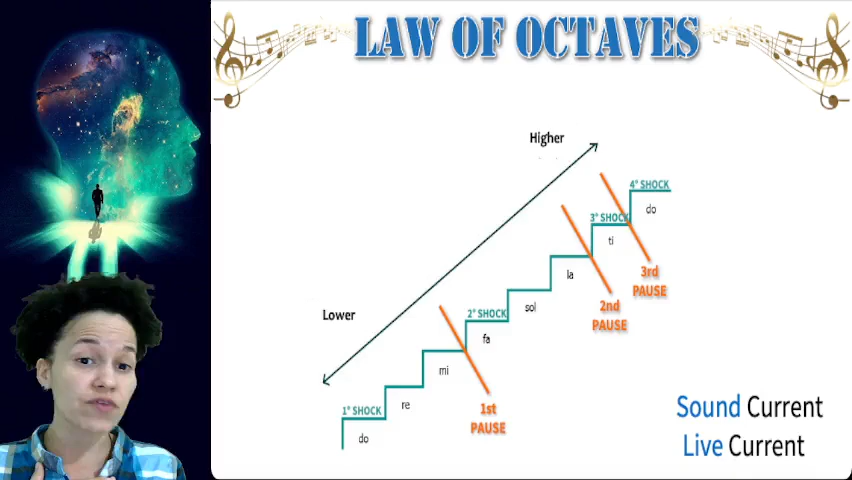 LAW OF OCTAVES
Higher
4° SHOCK
do
3° SHOCK
ti
3rd
PAUSE
la
2nd
PAUSE
Lower
sol
2° SHOCK
fa
mi
1st
PAUSE
re
1° SHOCK
do
Sound Current
Live Current